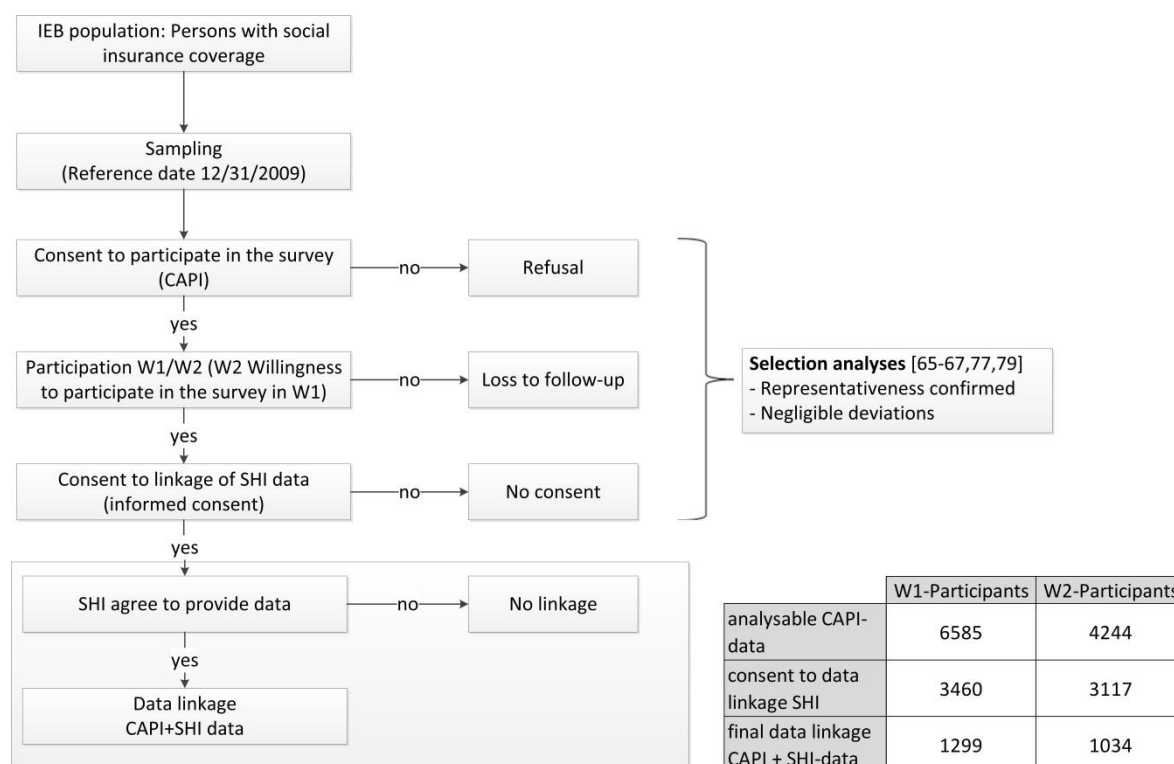 IEB population: Persons with social
insurance coverage
Sampling
(Reference date 12/31/2009)
Consent to participate in the survey
(CAPI)
no
Refusal
yes
Participation W1/W2 (W2 Willingness
to participate in the survey in W1)
no
Loss to follow-up
yes
Consent to linkage of SHI data
(informed consent)
no
No consent
yes
Selection analyses [65-67,77,79]
- Representativeness confirmed
- Negligible deviations
SHI agree to provide data
no
No linkage
yes
Data linkage
CAPI+SHI data
W1-Participants W2-Participants
analysable CAPI-
data
6585 4244
consent to data
linkage SHI
3460 3117
final data linkage
CAPI + SHI-data
1299 1034